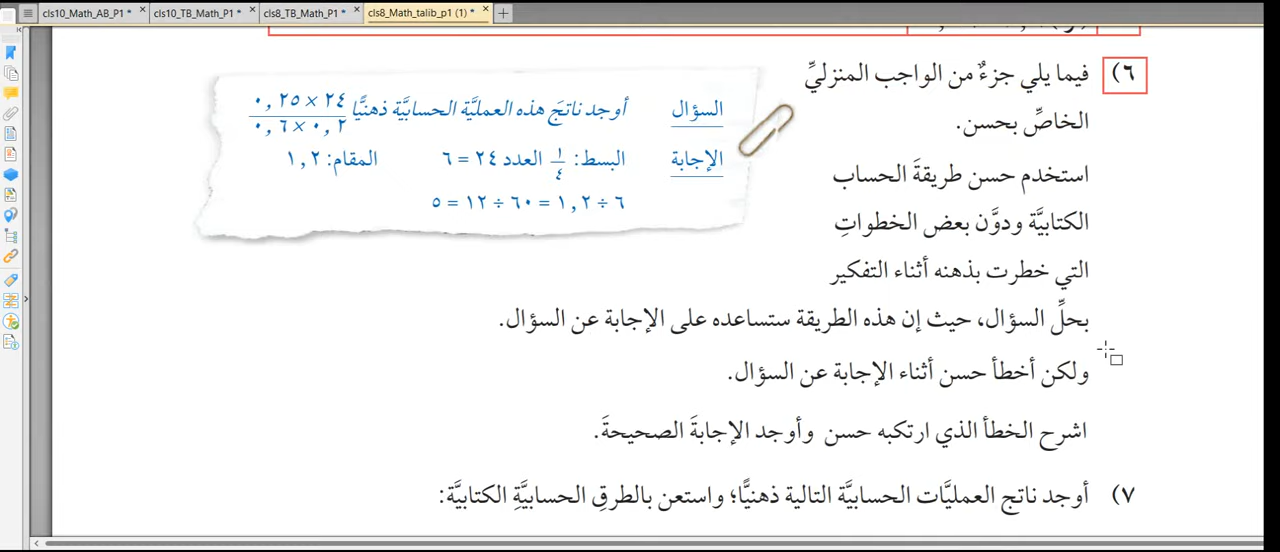 cls10_Math_AB_P1 * cls10_TB_Math_P1 * cls8_TB_Math_P1 * cls8_Math_talib_p1 (1) *
٦) فيما يلي جزءٌ من الواجب المنزليِّ
الخاصِّ بحسن.
السؤال أوجد ناتجَ هذه العمليَّة الحسابيَّة ذهنيًّا ٢٤ × ٠,٢٥ / ٠,٢ × ٠,٦
الإجابة البسط: ١/٤ العدد ٢٤ = ٦ المقام: ١,٢
٦ ÷ ١,٢ = ٦٠ ÷ ١٢ = ٥
استخدم حسن طريقةَ الحساب
الكتابيَّة ودوَّن بعض الخطواتِ
التي خطرت بذهنه أثناء التفكير
بحلِّ السؤال، حيث إن هذه الطريقة ستساعده على الإجابة عن السؤال.
ولكن أخطأ حسن أثناء الإجابة عن السؤال.
اشرح الخطأ الذي ارتكبه حسن وأوجد الإجابةَ الصحيحةَ.
٧) أوجد ناتج العمليَّات الحسابيَّة التالية ذهنيًّا؛ واستعن بالطرقِ الحسابيَّةِ الكتابيَّة: